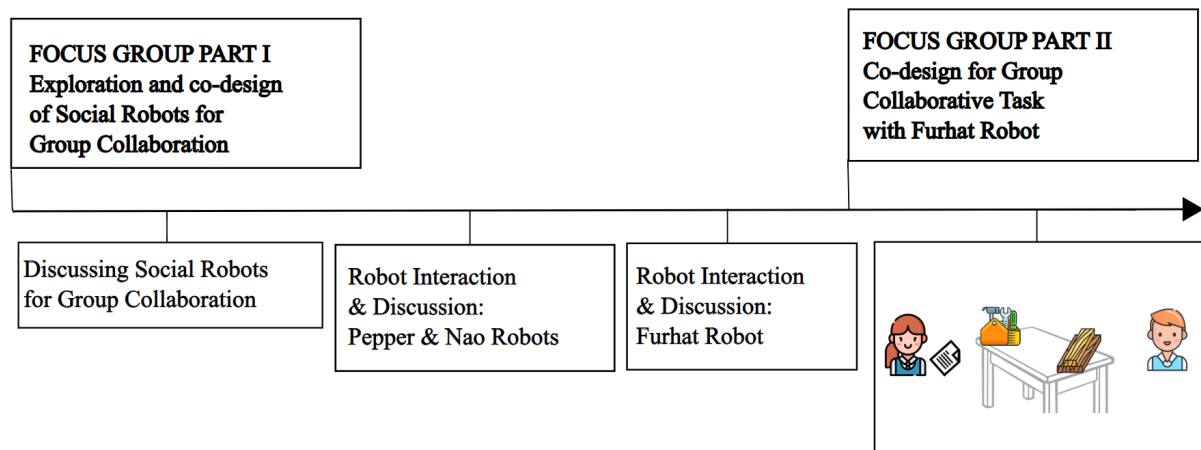 FOCUS GROUP PART I
Exploration and co-design
of Social Robots for
Group Collaboration
FOCUS GROUP PART II
Co-design for Group
Collaborative Task
with Furhat Robot
Discussing Social Robots
for Group Collaboration
Robot Interaction
& Discussion:
Pepper & Nao Robots
Robot Interaction
& Discussion:
Furhat Robot